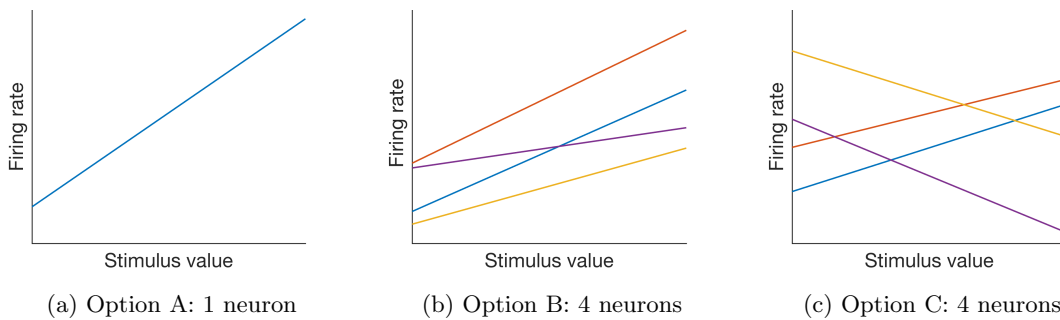 Firing rate
Stimulus value
(a) Option A: 1 neuron
Firing rate
Stimulus value
(b) Option B: 4 neurons
Firing rate
Stimulus value
(c) Option C: 4 neurons